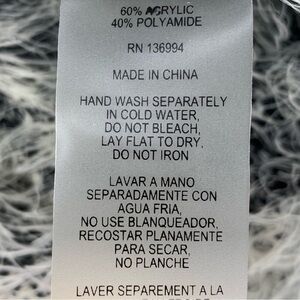 60% ACRYLIC
40% POLYAMIDE
RN 136994
MADE IN CHINA
HAND WASH SEPARATELY
IN COLD WATER,
DO NOT BLEACH,
LAY FLAT TO DRY,
DO NOT IRON
LAVAR A MANO
SEPARADAMENTE CON
AGUA FRIA,
NO USE BLANQUEADOR,
RECOSTAR PLANAMENTE
PARA SECAR,
NO PLANCHE
LAVER SEPAREMENT A LA